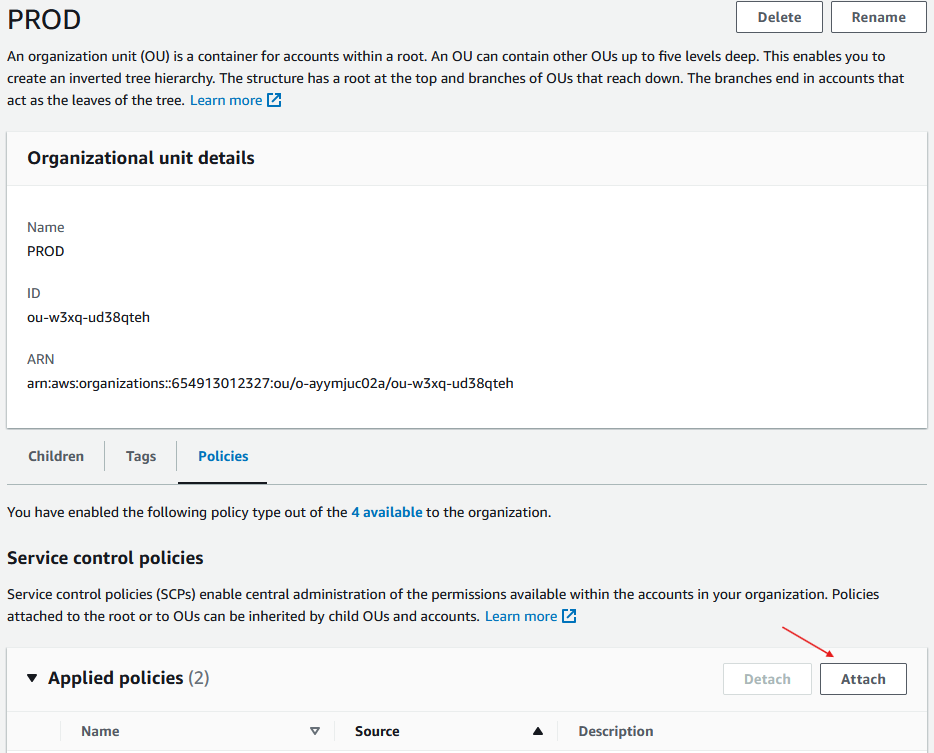 PROD
Delete
Rename
An organization unit (OU) is a container for accounts within a root. An OU can contain other OUs up to five levels deep. This enables you to
create an inverted tree hierarchy. The structure has a root at the top and branches of OUs that reach down. The branches end in accounts that
act as the leaves of the tree. Learn more
Organizational unit details
Name
PROD
ID
ou-w3xq-ud38qteh
ARN
arn:aws:organizations::654913012327:ou/o-ayymjuc02a/ou-w3xq-ud38qteh
Children
Tags
Policies
You have enabled the following policy type out of the 4 available to the organization.
Service control policies
Service control policies (SCPs) enable central administration of the permissions available within the accounts in your organization. Policies
attached to the root or to OUs can be inherited by child OUs and accounts. Learn more
Applied policies (2)
Detach
Attach
Name
Source
Description